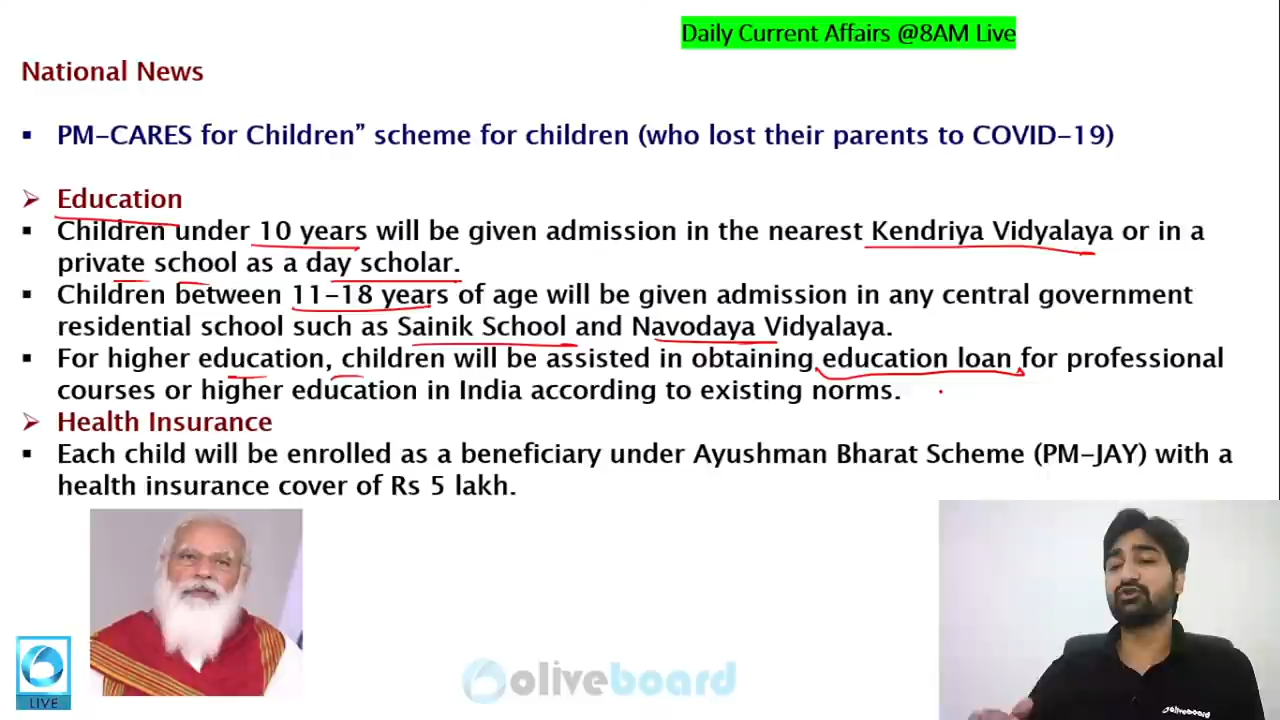 Daily Current Affairs @8AM Live
National News
▪ PM-CARES for Children” scheme for children (who lost their parents to COVID-19)
➢ Education
▪ Children under 10 years will be given admission in the nearest Kendriya Vidyalaya or in a
private school as a day scholar.
▪ Children between 11-18 years of age will be given admission in any central government
residential school such as Sainik School and Navodaya Vidyalaya.
▪ For higher education, children will be assisted in obtaining education loan for professional
courses or higher education in India according to existing norms.
➢ Health Insurance
▪ Each child will be enrolled as a beneficiary under Ayushman Bharat Scheme (PM-JAY) with a
health insurance cover of Rs 5 lakh.
LIVE
oliveboard
oliveboard